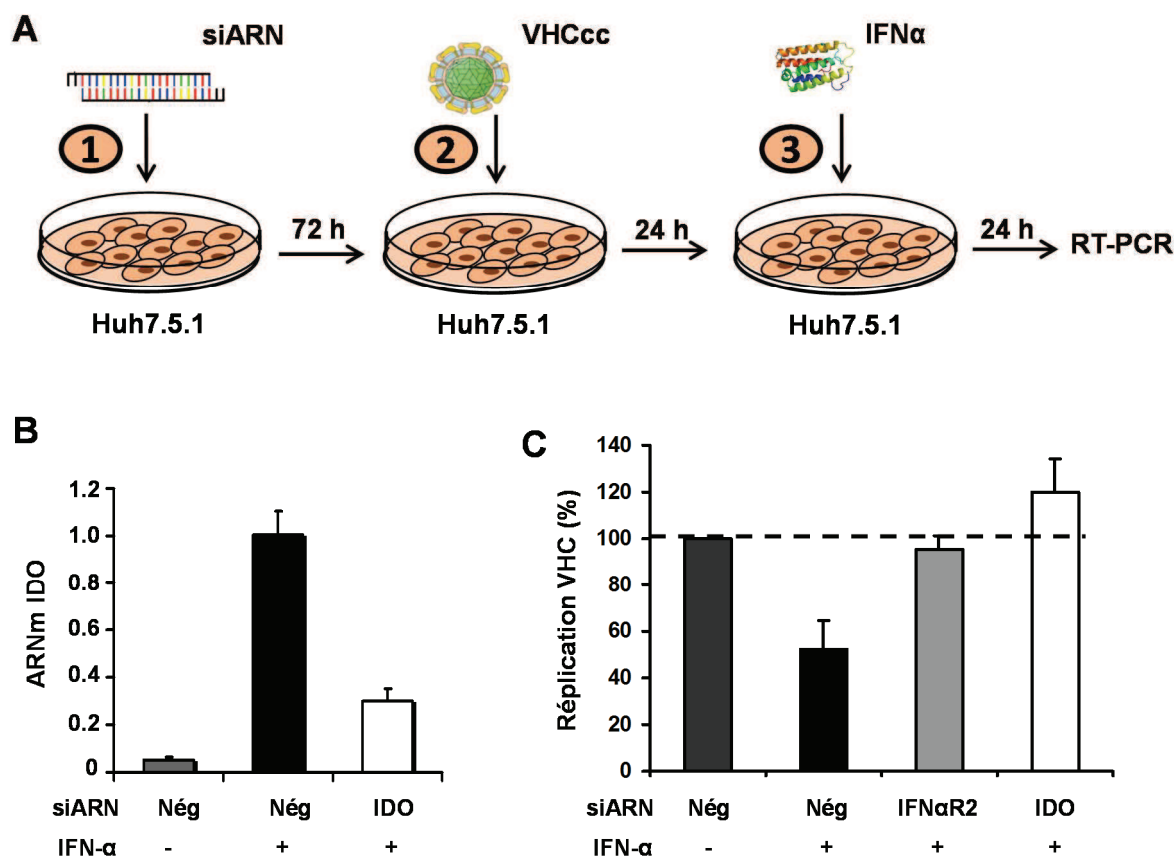 A
siARN VHCcc IFNα
1 2 3
72 h 24 h 24 h RT-PCR
Huh7.5.1 Huh7.5.1 Huh7.5.1
B
ARNm IDO
1.2
1.0
0.8
0.6
0.4
0.2
0
siARN Nég Nég IDO
IFN-α - + +
C
Réplication VHC (%)
140
120
100
80
60
40
20
0
siARN Nég Nég IFNαR2 IDO
IFN-α - + + +